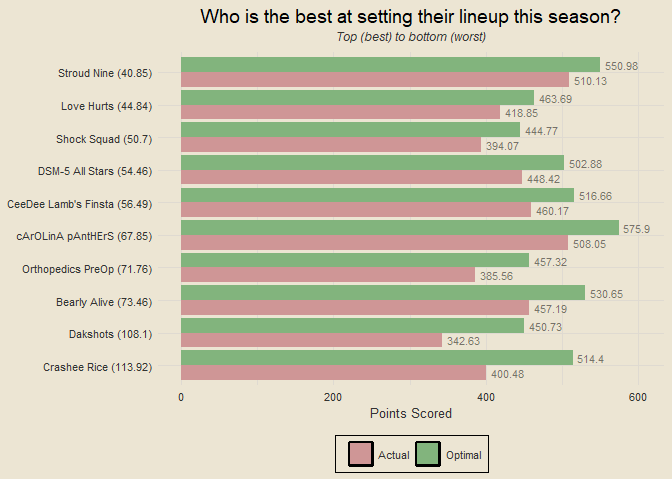 Who is the best at setting their lineup this season?
Top (best) to bottom (worst)
Stroud Nine (40.85)
550.98
510.13
Love Hurts (44.84)
463.69
418.85
Shock Squad (50.7)
444.77
394.07
DSM-5 All Stars (54.46)
502.88
448.42
CeeDee Lamb's Finsta (56.49)
516.66
460.17
cArOLinA pAntHErS (67.85)
575.9
508.05
Orthopedics PreOp (71.76)
457.32
385.56
Bearly Alive (73.46)
530.65
457.19
Dakshots (108.1)
450.73
342.63
Crashee Rice (113.92)
514.4
400.48
0 200 400 600
Points Scored
Actual Optimal